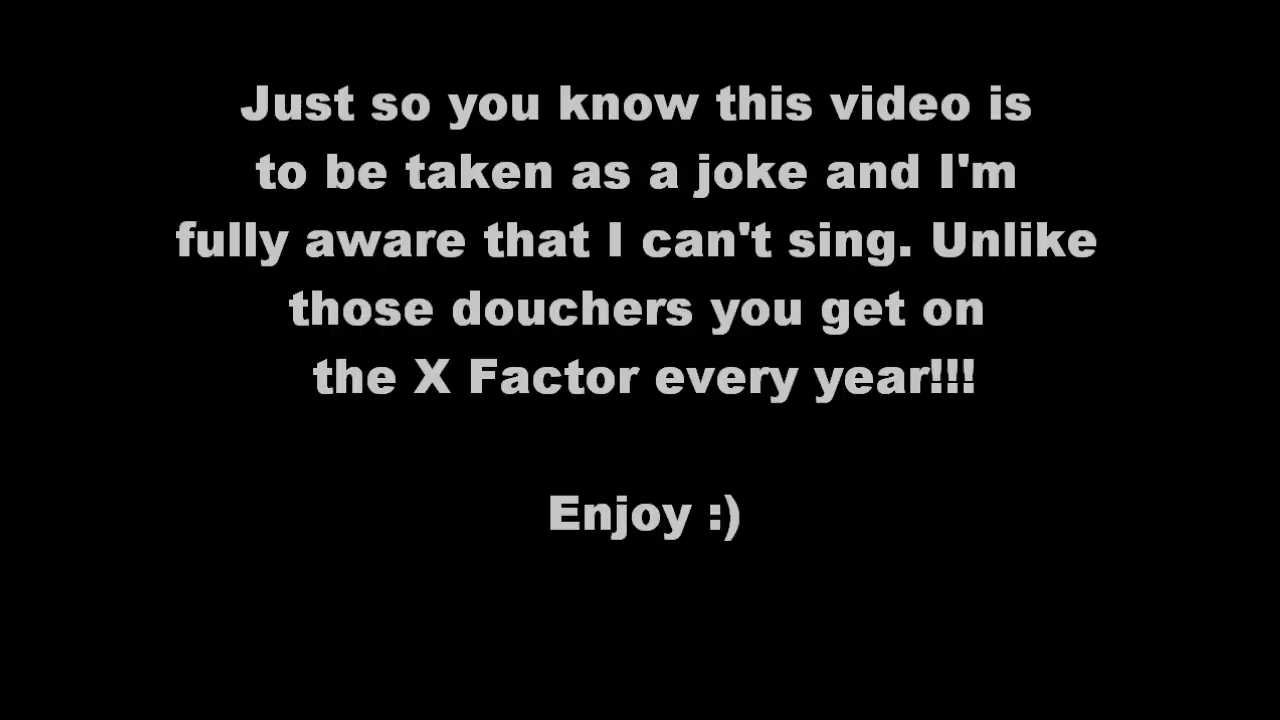 Just so you know this video is
to be taken as a joke and I'm
fully aware that I can't sing. Unlike
those douchers you get on
the X Factor every year!!!
Enjoy :)